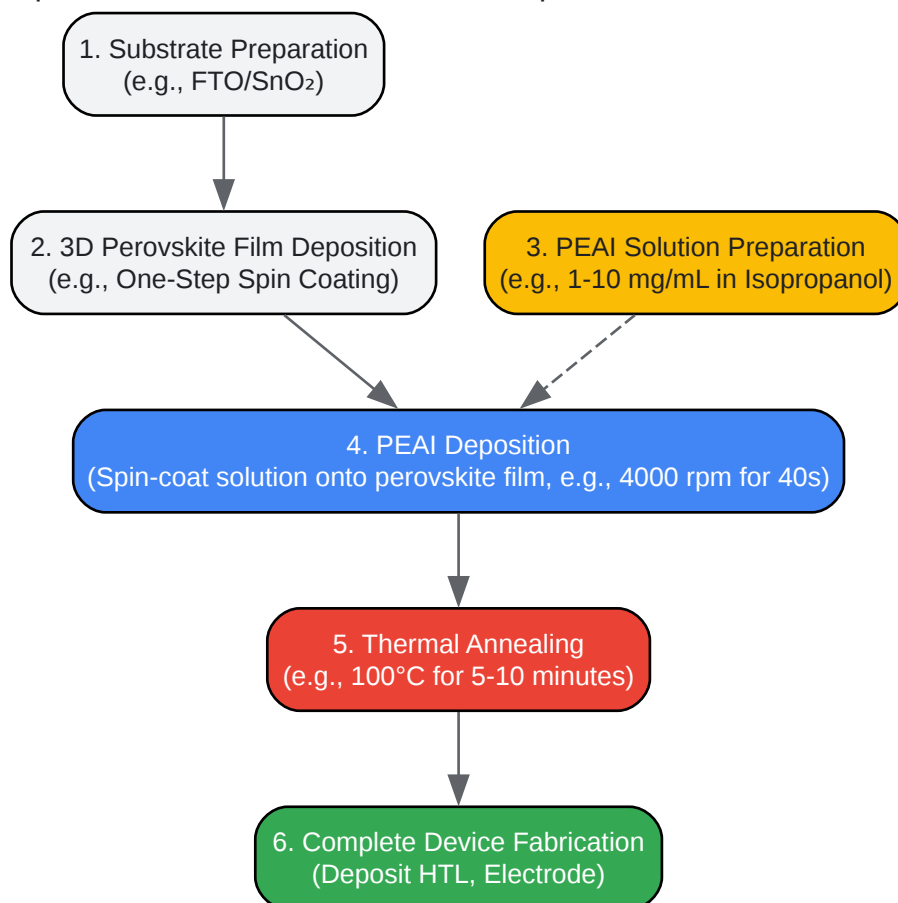 1. Substrate Preparation
(e.g., FTO/SnO₂)
2. 3D Perovskite Film Deposition
(e.g., One-Step Spin Coating)
3. PEAI Solution Preparation
(e.g., 1-10 mg/mL in Isopropanol)
4. PEAI Deposition
(Spin-coat solution onto perovskite film, e.g., 4000 rpm for 40s)
5. Thermal Annealing
(e.g., 100°C for 5-10 minutes)
6. Complete Device Fabrication
(Deposit HTL, Electrode)